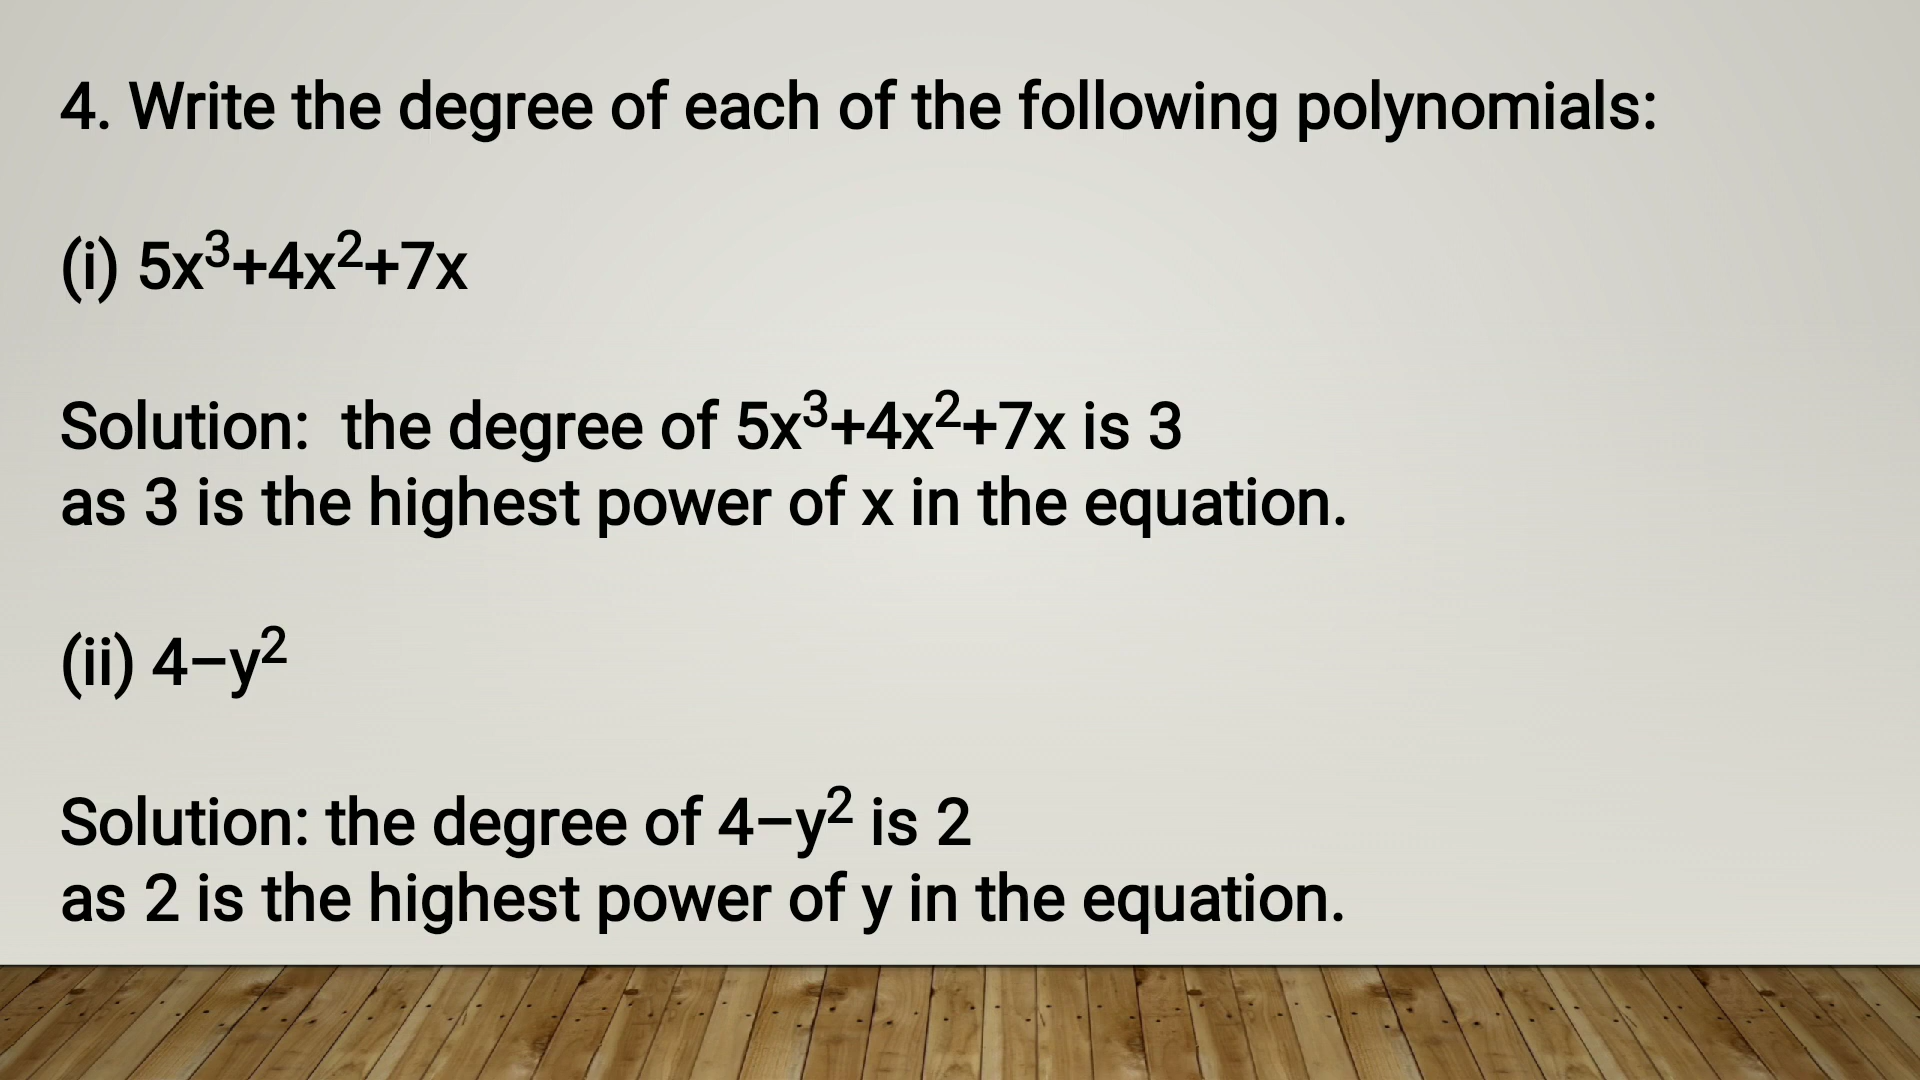 4. Write the degree of each of the following polynomials:
(i) 5x³+4x²+7x
Solution:  the degree of 5x³+4x²+7x is 3
as 3 is the highest power of x in the equation.
(ii) 4−y²
Solution: the degree of 4−y² is 2
as 2 is the highest power of y in the equation.